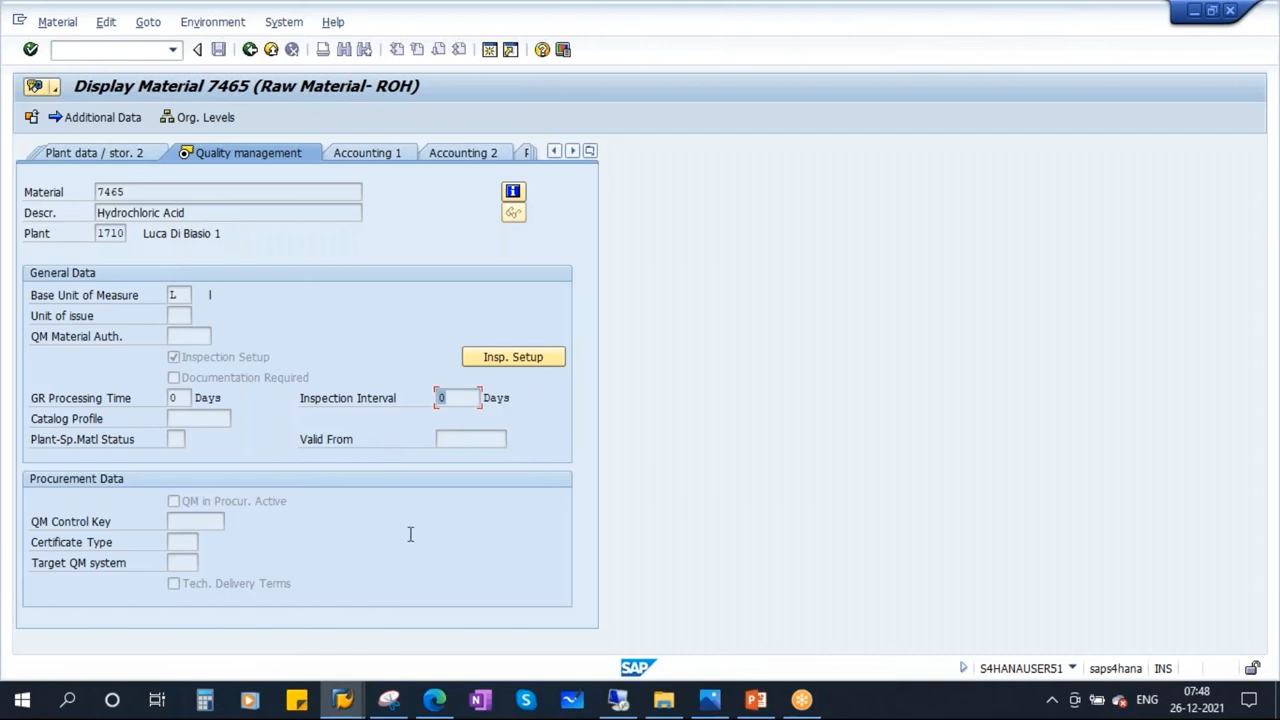 Material Edit Goto Environment System Help
Display Material 7465 (Raw Material- ROH)
Additional Data Org. Levels
Plant data / stor. 2 Quality management Accounting 1 Accounting 2
Material 7465
Descr. Hydrochloric Acid
Plant 1710 Luca Di Biasio 1
General Data
Base Unit of Measure L l
Unit of issue
QM Material Auth.
Inspection Setup Insp. Setup
Documentation Required
GR Processing Time 0 Days Inspection Interval 0 Days
Catalog Profile
Plant-Sp.Matl Status Valid From
Procurement Data
QM in Procur. Active
QM Control Key
Certificate Type
Target QM system
Tech. Delivery Terms
SAP S4HANAUSER51 saps4hana INS
ENG 07:48
26-12-2021